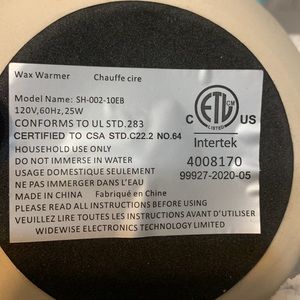 Wax Warmer Chauffe cire
Model Name: SH-002-10EB
120V,60Hz,25W
CONFORMS TO UL STD.283
CERTIFIED TO CSA STD.C22.2 NO.64
HOUSEHOLD USE ONLY
DO NOT IMMERSE IN WATER
USAGE DOMESTIQUE SEULEMENT
NE PAS IMMERGER DANS L'EAU
MADE IN CHINA Fabriqué en Chine
PLEASE READ ALL INSTRUCTIONS BEFORE USING
VEUILLEZ LIRE TOUTES LES INSTRUCTIONS AVANT D'UTILISER
WIDEWISE ELECTRONICS TECHNOLOGY LIMITED
C ETL CM US
LISTED
Intertek
4008170
99927-2020-05